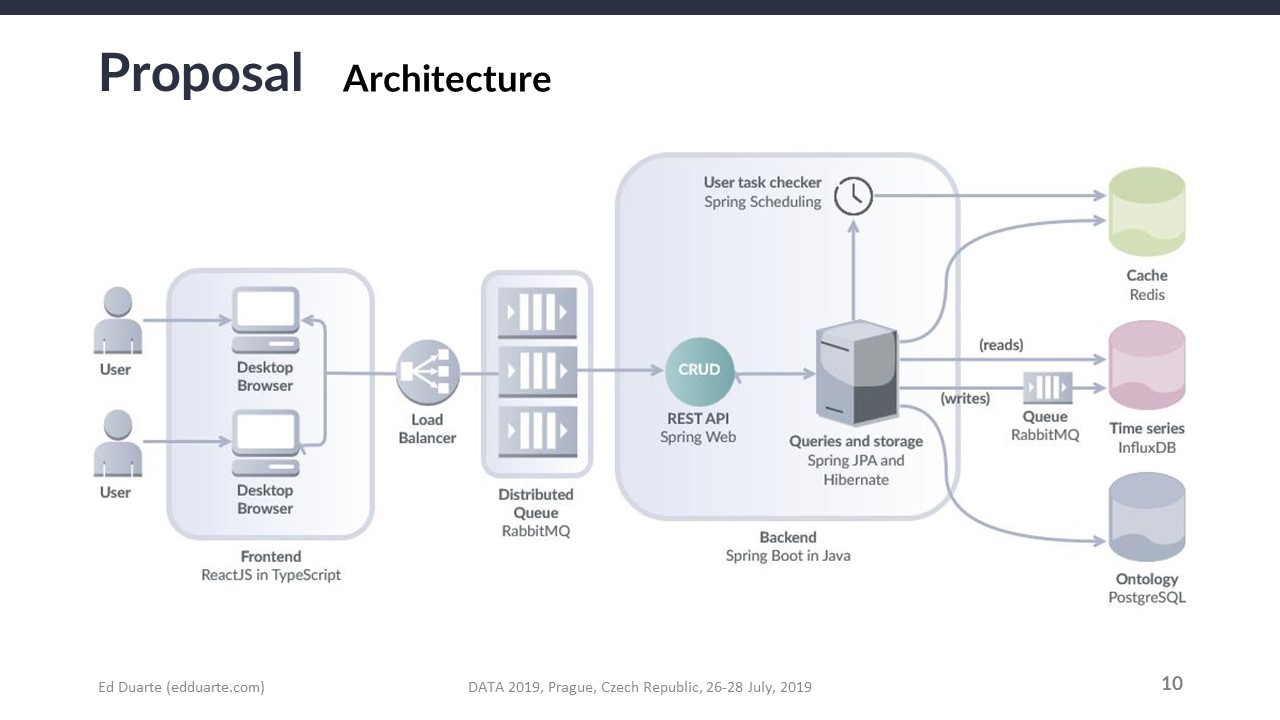 Proposal Architecture
User task checker
Spring Scheduling
Cache
Redis
User
Desktop
Browser
User
Desktop
Browser
Frontend
ReactJS in TypeScript
Load
Balancer
Distributed
Queue
RabbitMQ
CRUD
REST API
Spring Web
Queries and storage
Spring JPA and
Hibernate
Backend
Spring Boot in Java
(reads)
(writes)
Queue
RabbitMQ
Time series
InfluxDB
Ontology
PostgreSQL
Ed Duarte (edduarte.com)
DATA 2019, Prague, Czech Republic, 26-28 July, 2019
10